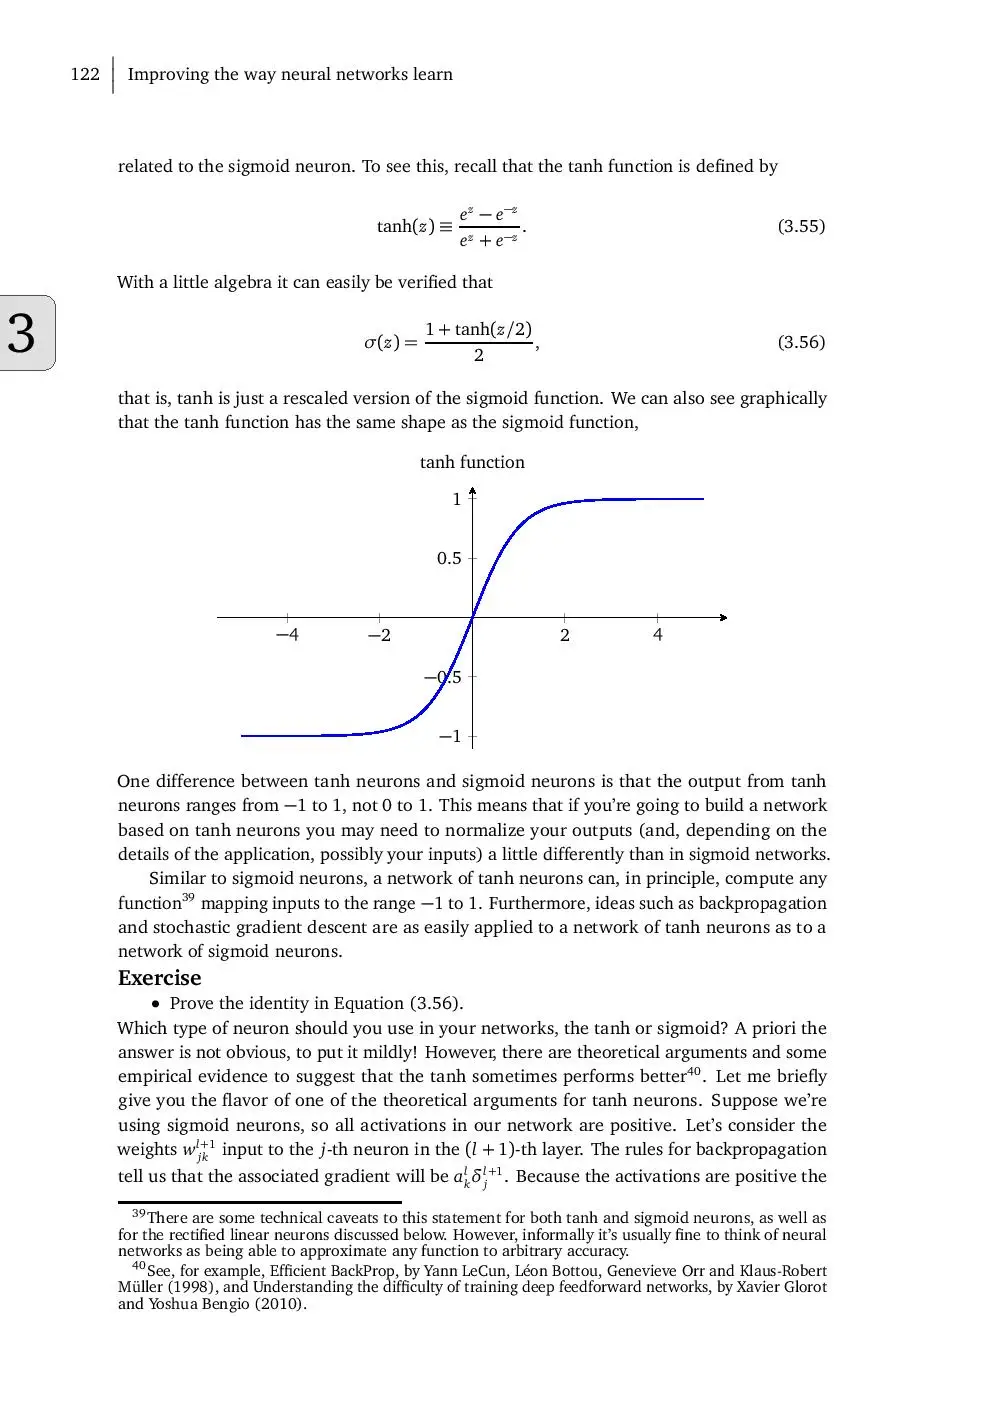 122 Improving the way neural networks learn
related to the sigmoid neuron. To see this, recall that the tanh function is defined by
tanh(z) ≡ (e^z − e^−z) / (e^z + e^−z). (3.55)
With a little algebra it can easily be verified that
3
σ(z) = (1 + tanh(z/2)) / 2, (3.56)
that is, tanh is just a rescaled version of the sigmoid function. We can also see graphically
that the tanh function has the same shape as the sigmoid function,
tanh function
1
0.5
−4 −2 2 4
−0.5
−1
One difference between tanh neurons and sigmoid neurons is that the output from tanh
neurons ranges from −1 to 1, not 0 to 1. This means that if you’re going to build a network
based on tanh neurons you may need to normalize your outputs (and, depending on the
details of the application, possibly your inputs) a little differently than in sigmoid networks.
Similar to sigmoid neurons, a network of tanh neurons can, in principle, compute any
function³⁹ mapping inputs to the range −1 to 1. Furthermore, ideas such as backpropagation
and stochastic gradient descent are as easily applied to a network of tanh neurons as to a
network of sigmoid neurons.
Exercise
• Prove the identity in Equation (3.56).
Which type of neuron should you use in your networks, the tanh or sigmoid? A priori the
answer is not obvious, to put it mildly! However, there are theoretical arguments and some
empirical evidence to suggest that the tanh sometimes performs better⁴⁰. Let me briefly
give you the flavor of one of the theoretical arguments for tanh neurons. Suppose we’re
using sigmoid neurons, so all activations in our network are positive. Let’s consider the
weights w_jk^l+1 input to the j-th neuron in the (l + 1)-th layer. The rules for backpropagation
tell us that the associated gradient will be a_k^l δ_j^l+1. Because the activations are positive the
³⁹There are some technical caveats to this statement for both tanh and sigmoid neurons, as well as
for the rectified linear neurons discussed below. However, informally it’s usually fine to think of neural
networks as being able to approximate any function to arbitrary accuracy.
⁴⁰See, for example, Efficient BackProp, by Yann LeCun, Léon Bottou, Genevieve Orr and Klaus-Robert
Müller (1998), and Understanding the difficulty of training deep feedforward networks, by Xavier Glorot
and Yoshua Bengio (2010).